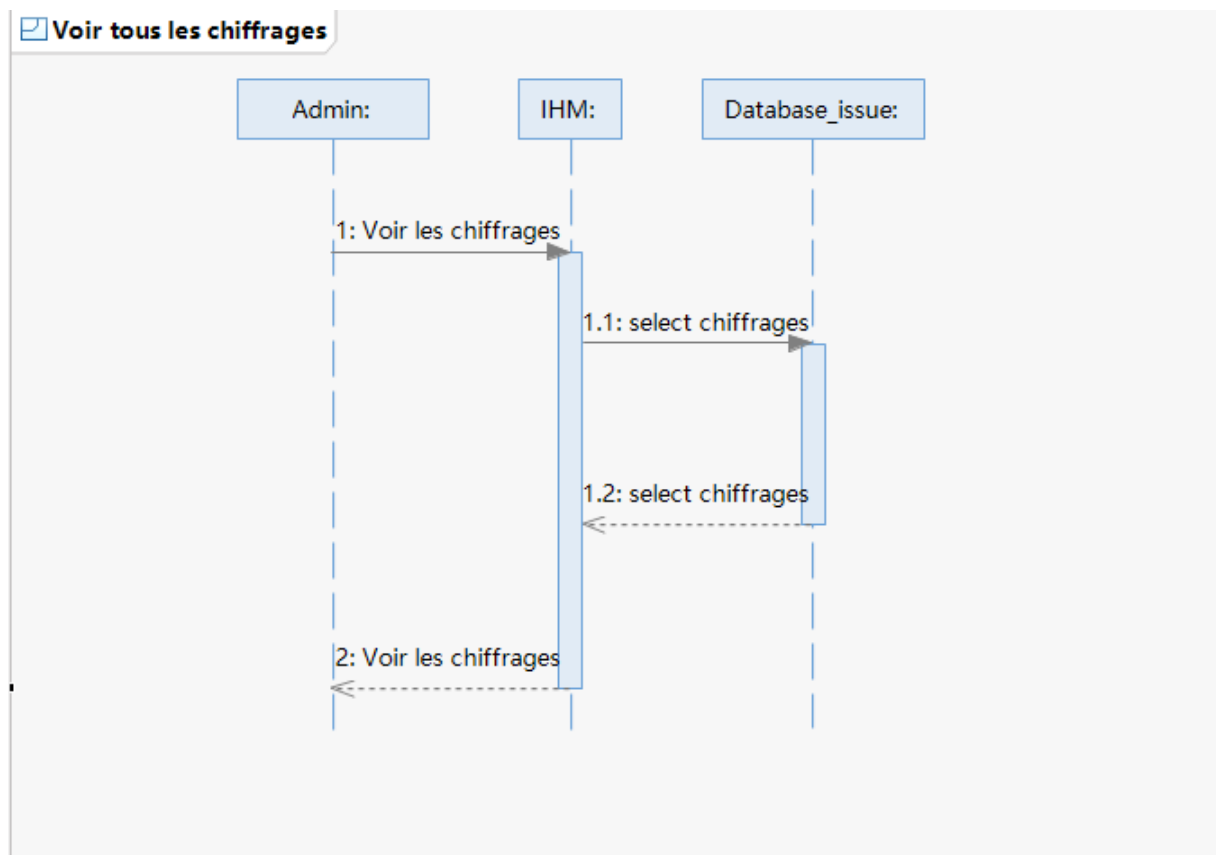 Voir tous les chiffrages
Admin:
IHM:
Database_issue:
1: Voir les chiffrages
1.1: select chiffrages
1.2: select chiffrages
2: Voir les chiffrages